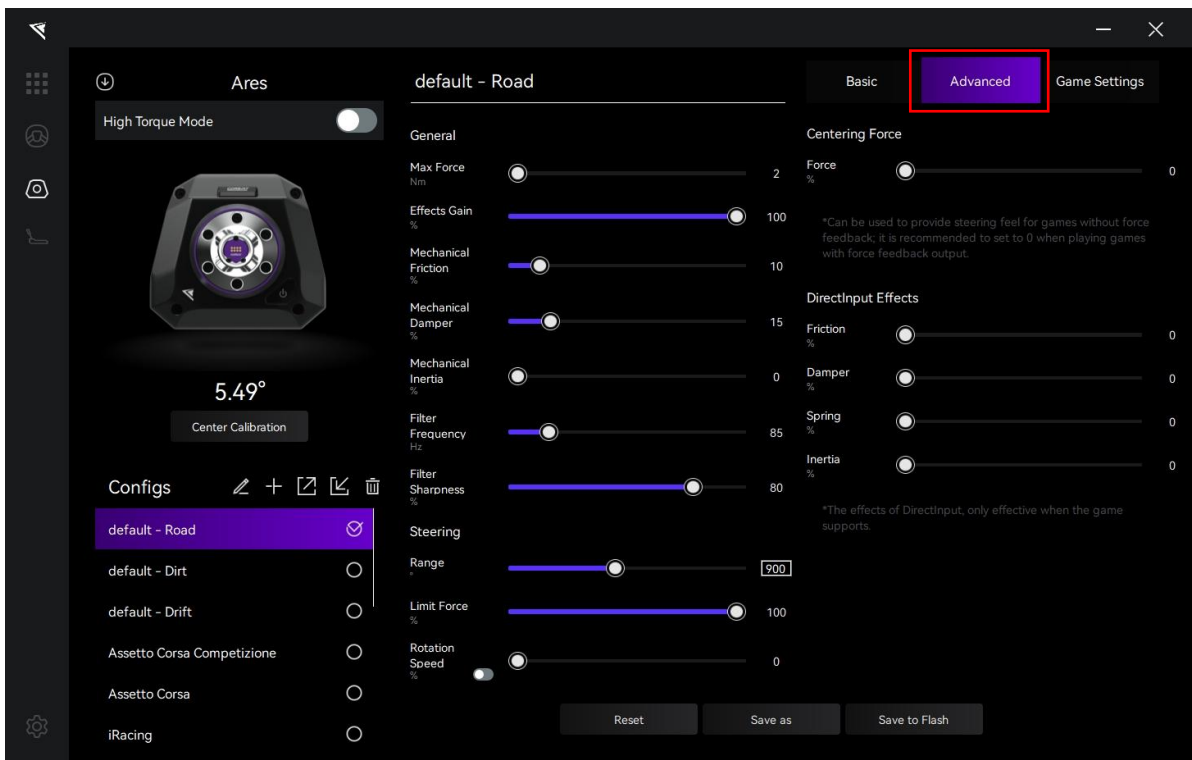 Ares
High Torque Mode
5.49°
Center Calibration
Configs
default - Road
default - Dirt
default - Drift
Assetto Corsa Competizione
Assetto Corsa
iRacing
default - Road
General
Max Force
Nm
2
Effects Gain
%
100
Mechanical
Friction
%
10
Mechanical
Damper
%
15
Mechanical
Inertia
%
0
Filter
Frequency
Hz
85
Filter
Sharpness
%
80
Steering
Range
°
900
Limit Force
%
100
Rotation
Speed
%
0
Reset
Save as
Save to Flash
Basic
Advanced
Game Settings
Centering Force
Force
%
0
*Can be used to provide steering feel for games without force
feedback; it is recommended to set to 0 when playing games
with force feedback output.
DirectInput Effects
Friction
%
0
Damper
%
0
Spring
%
0
Inertia
%
0
*The effects of DirectInput, only effective when the game
supports.